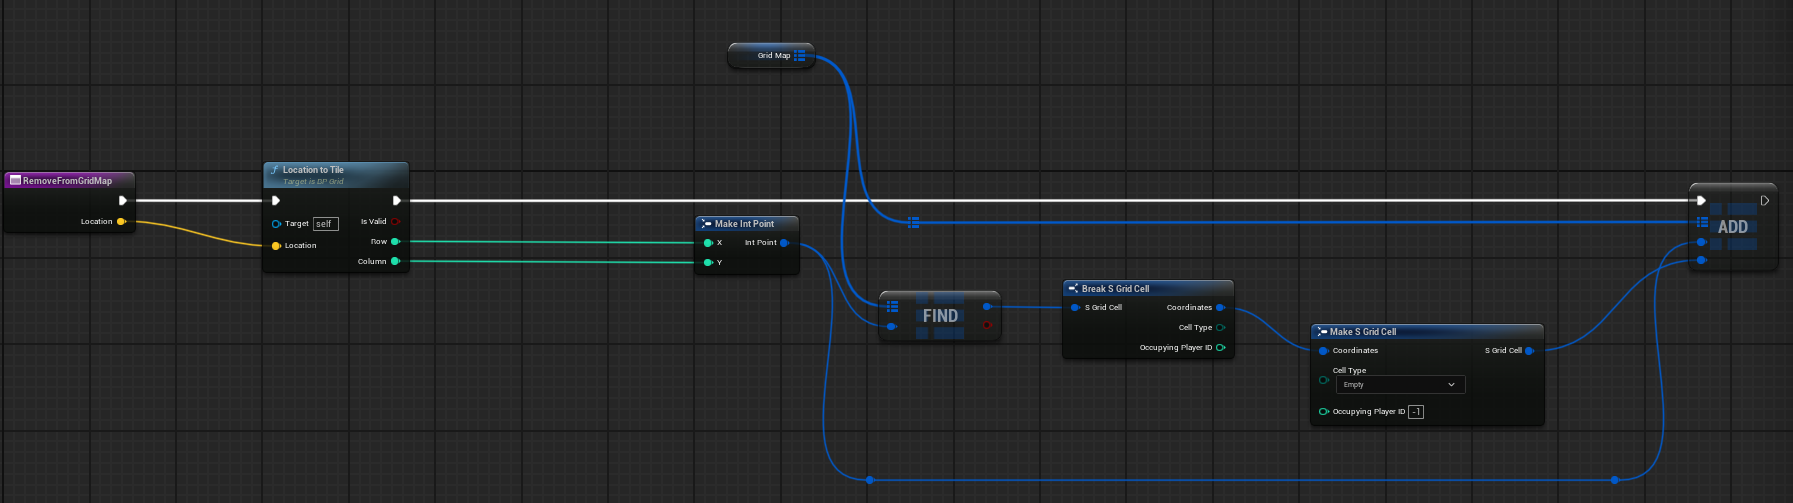 Grid Map
RemoveFromGridMap
Location
Location to Tile
Target is BP Grid
Target self
Is Valid
Location
Row
Column
Make Int Point
X
Int Point
Y
FIND
Break S Grid Cell
S Grid Cell
Coordinates
Cell Type
Occupying Player ID
Make S Grid Cell
Coordinates
S Grid Cell
Cell Type
Empty
Occupying Player ID -1
ADD